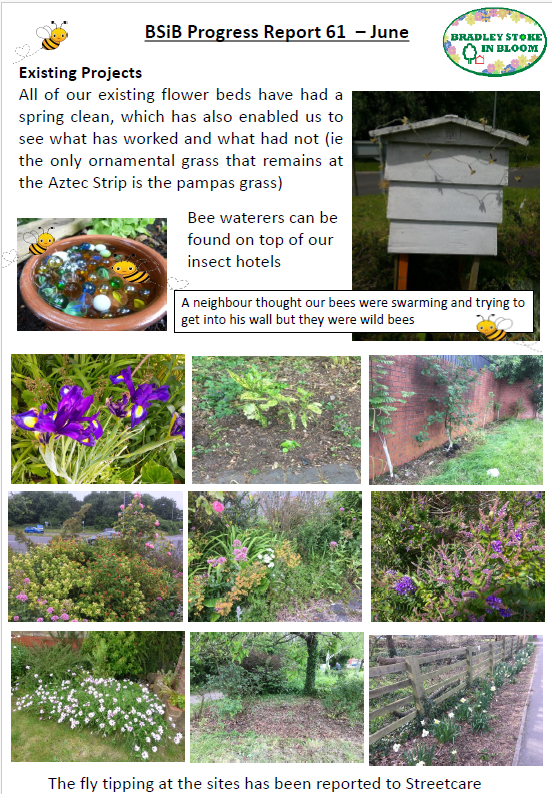 BSiB Progress Report 61 – June
BRADLEY STOKE
IN BLOOM
Existing Projects
All of our existing flower beds have had a
spring clean, which has also enabled us to
see what has worked and what had not (ie
the only ornamental grass that remains at
the Aztec Strip is the pampas grass)
Bee waterers can be
found on top of our
insect hotels
A neighbour thought our bees were swarming and trying to
get into his wall but they were wild bees
The fly tipping at the sites has been reported to Streetcare